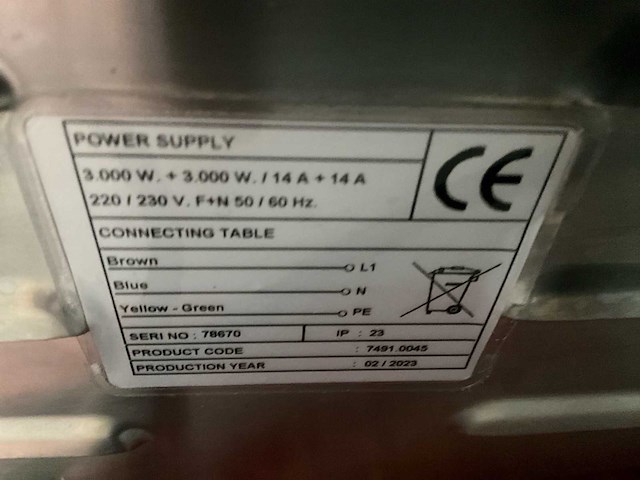 POWER SUPPLY
3.000 W. + 3.000 W. / 14 A + 14 A
220 / 230 V. F+N 50 / 60 Hz.
CE
CONNECTING TABLE
Brown L1
Blue N
Yellow - Green PE
SERI NO : 78670 IP : 23
PRODUCT CODE : 7491.0045
PRODUCTION YEAR : 02 / 2023